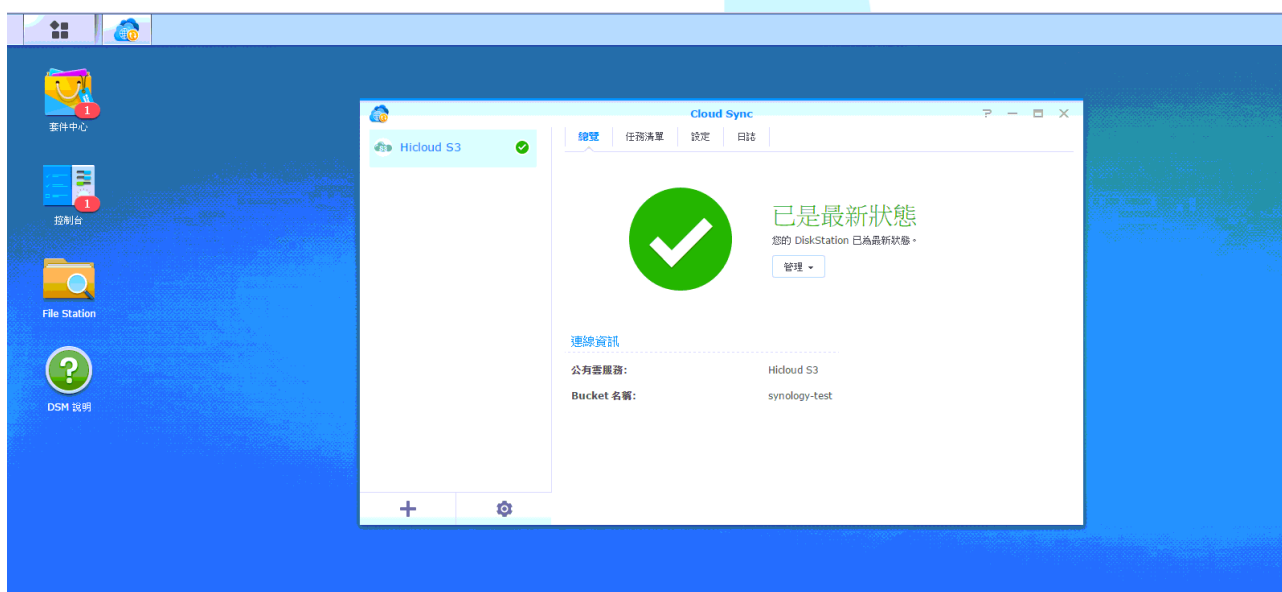 1
套件中心
1
控制台
File Station
DSM 說明
Cloud Sync
Hicloud S3
總覽 任務清單 設定 日誌
已是最新狀態
您的 DiskStation 已為最新狀態。
管理
連線資訊
公有雲服務: Hicloud S3
Bucket 名稱: synology-test